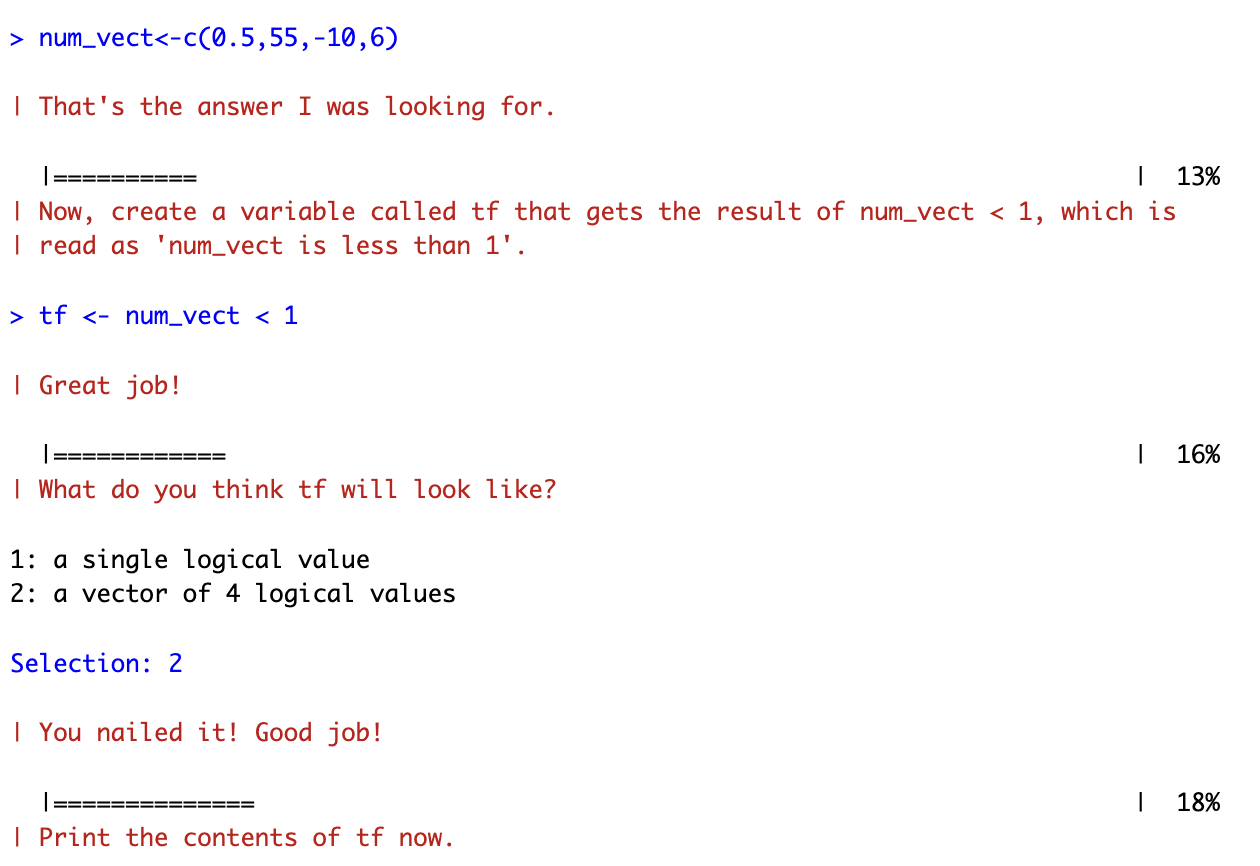 > num_vect<-c(0.5,55,-10,6)
| That's the answer I was looking for.
|========== | 13%
| Now, create a variable called tf that gets the result of num_vect < 1, which is
| read as 'num_vect is less than 1'.
> tf <- num_vect < 1
| Great job!
|============ | 16%
| What do you think tf will look like?
1: a single logical value
2: a vector of 4 logical values
Selection: 2
| You nailed it! Good job!
|============== | 18%
| Print the contents of tf now.